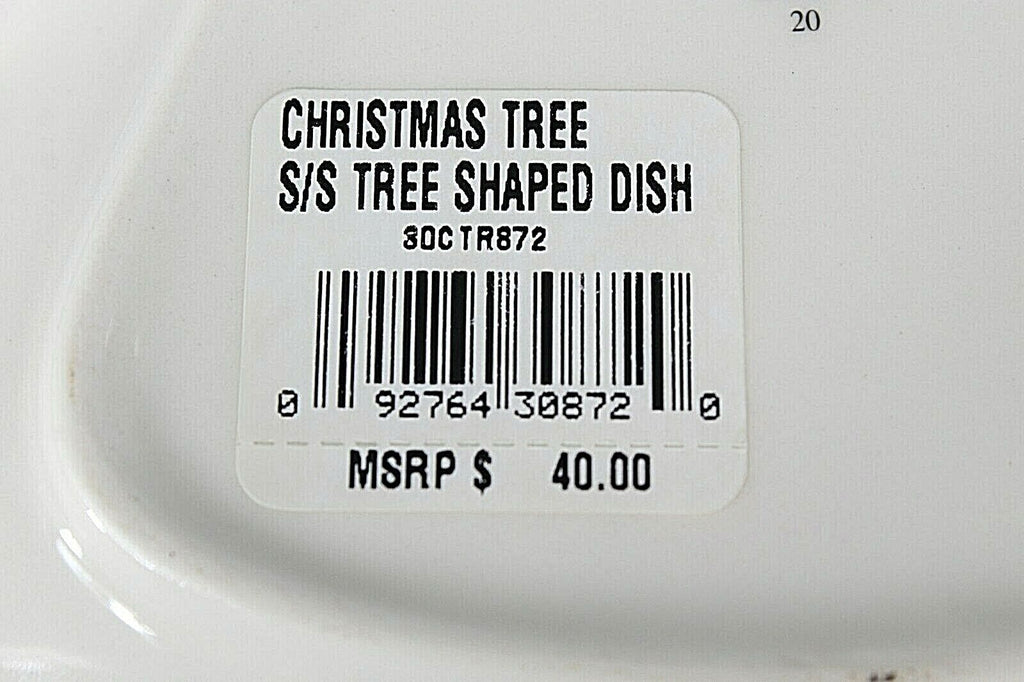 20
CHRISTMAS TREE
S/S TREE SHAPED DISH
30CTR872
0 92764 30872 0
MSRP $ 40.00